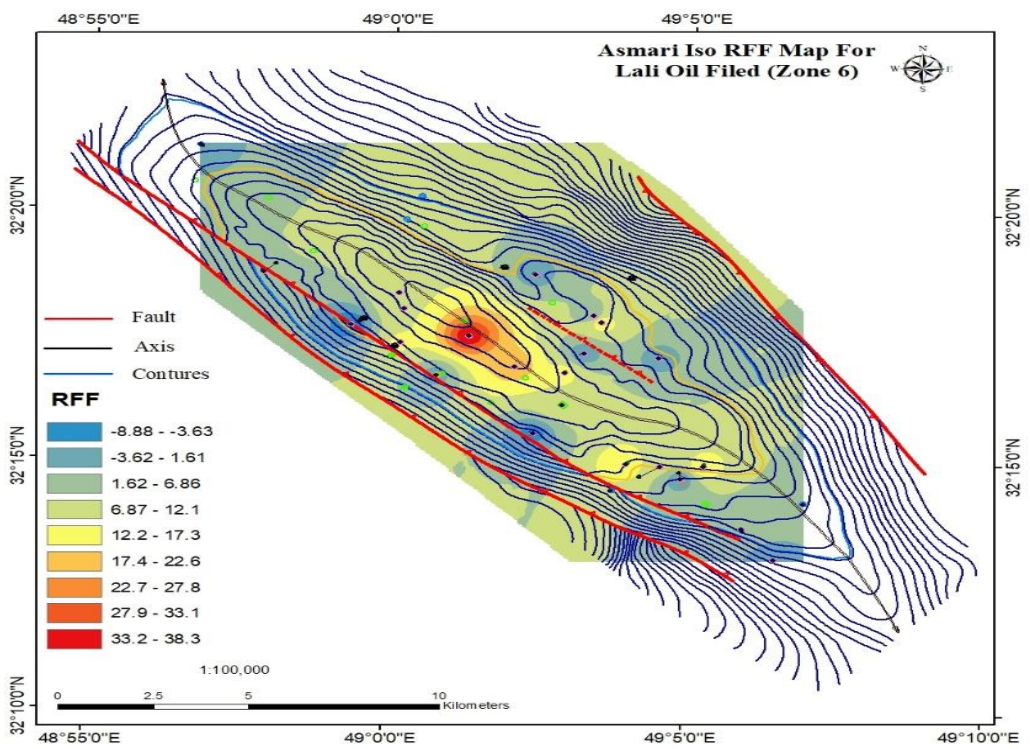 48°55'0"E 49°0'0"E 49°5'0"E
Asmari Iso RFF Map For
Lali Oil Filed (Zone 6)
N
W E
S
32°20'0"N 32°20'0"N
Fault
Axis
Contures
RFF
-8.88 - -3.63
-3.62 - 1.61
1.62 - 6.86
6.87 - 12.1
12.2 - 17.3
17.4 - 22.6
22.7 - 27.8
27.9 - 33.1
33.2 - 38.3
32°15'0"N 32°15'0"N
1:100,000
0 2.5 5 10
Kilometers
32°10'0"N 32°10'0"N
48°55'0"E 49°0'0"E 49°5'0"E 49°10'0"E